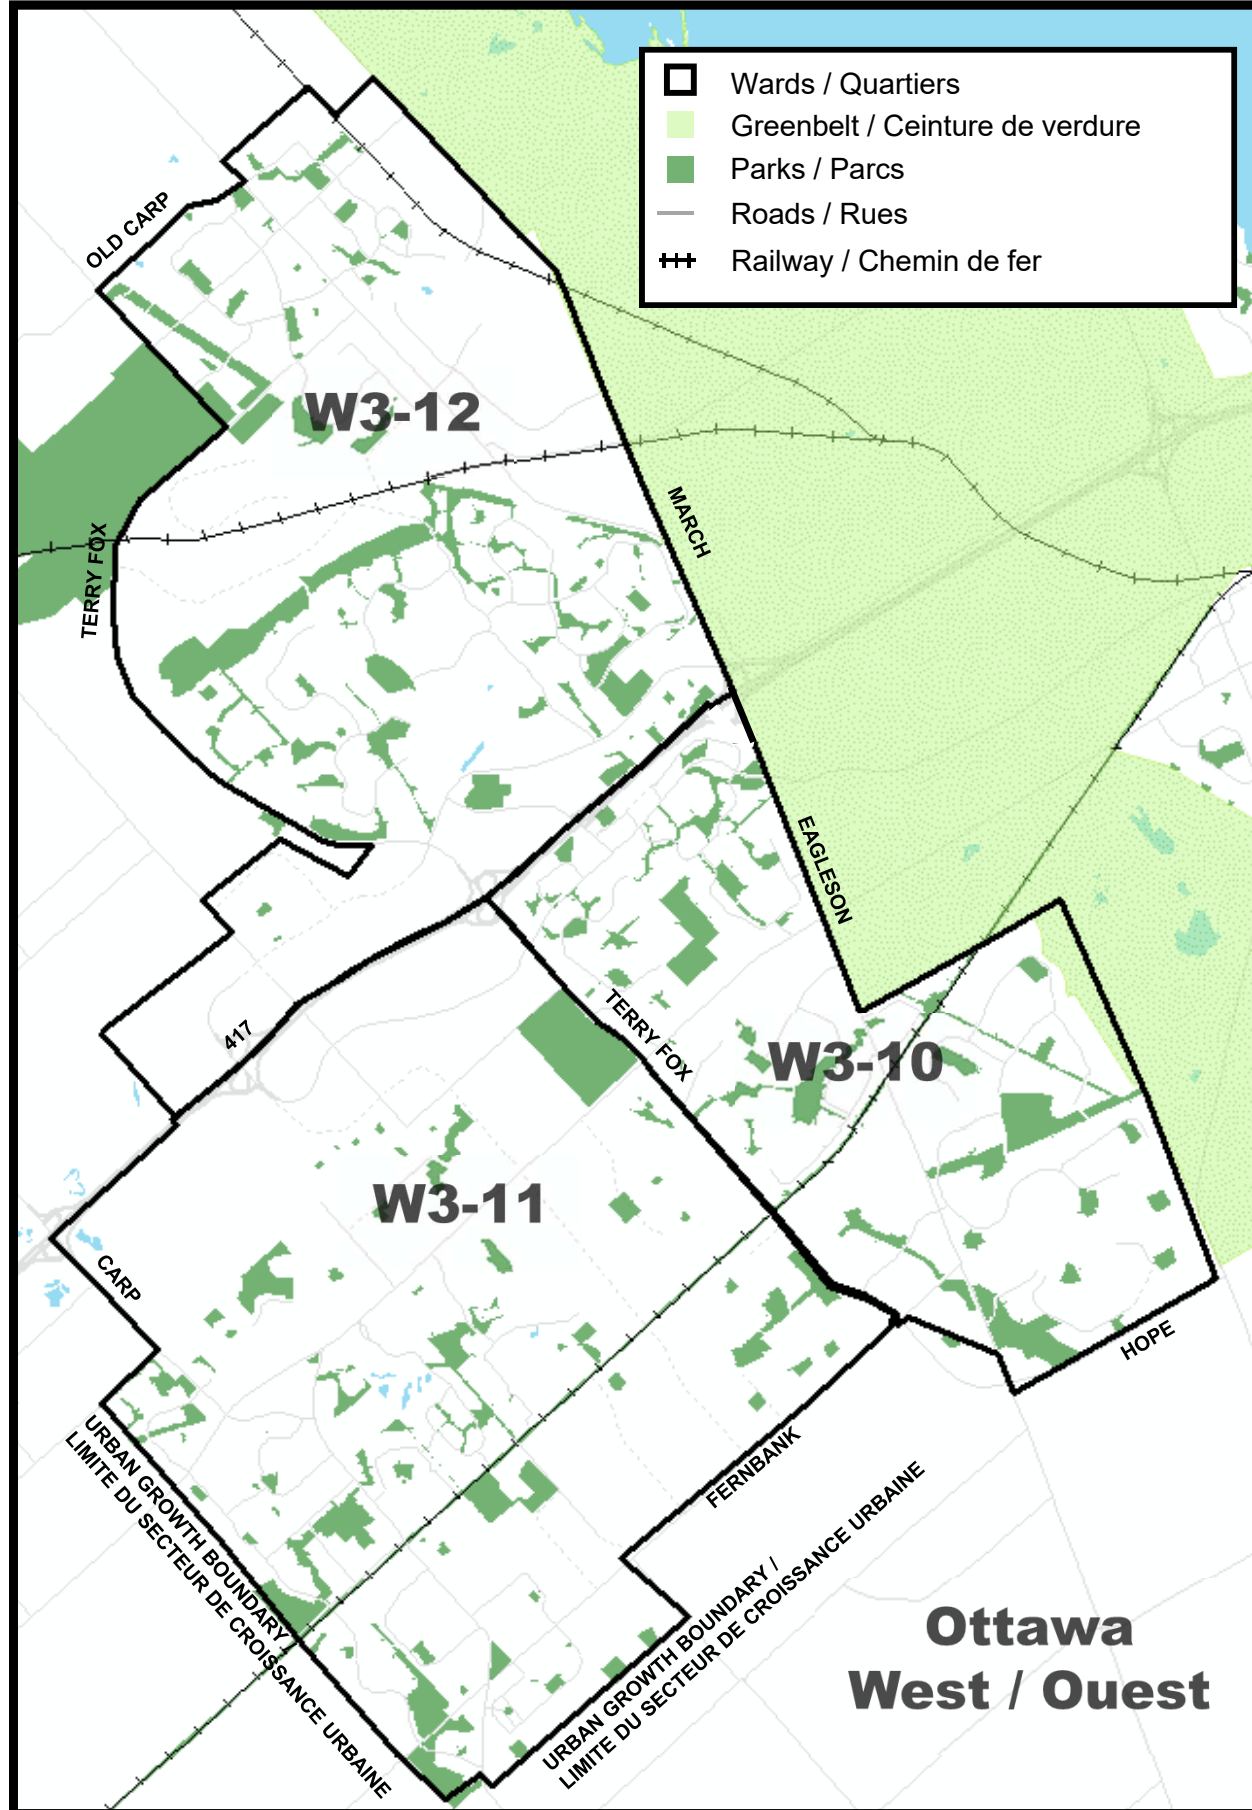 Wards / Quartiers
Greenbelt / Ceinture de verdure
Parks / Parcs
Roads / Rues
Railway / Chemin de fer
OLD CARP
W3-12
MARCH
TERRY FOX
EAGLESON
TERRY FOX
417
W3-10
W3-11
CARP
HOPE
FERNBANK
URBAN GROWTH BOUNDARY /
LIMITE DU SECTEUR DE CROISSANCE URBAINE
URBAN GROWTH BOUNDARY /
LIMITE DU SECTEUR DE CROISSANCE URBAINE
Ottawa
West / Ouest